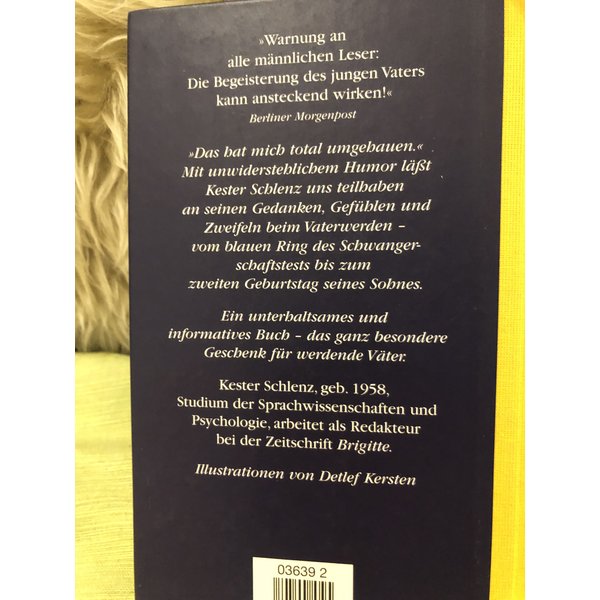 »Warnung an
alle männlichen Leser:
Die Begeisterung des jungen Vaters
kann ansteckend wirken!«
Berliner Morgenpost
»Das hat mich total umgehauen.«
Mit unwiderstehlichem Humor läßt
Kester Schlenz uns teilhaben
an seinen Gedanken, Gefühlen und
Zweifeln beim Vaterwerden –
vom blauen Ring des Schwanger-
schaftstests bis zum
zweiten Geburtstag seines Sohnes.
Ein unterhaltsames und
informatives Buch – das ganz besondere
Geschenk für werdende Väter.
Kester Schlenz, geb. 1958,
Studium der Sprachwissenschaften und
Psychologie, arbeitet als Redakteur
bei der Zeitschrift Brigitte.
Illustrationen von Detlef Kersten
03639 2